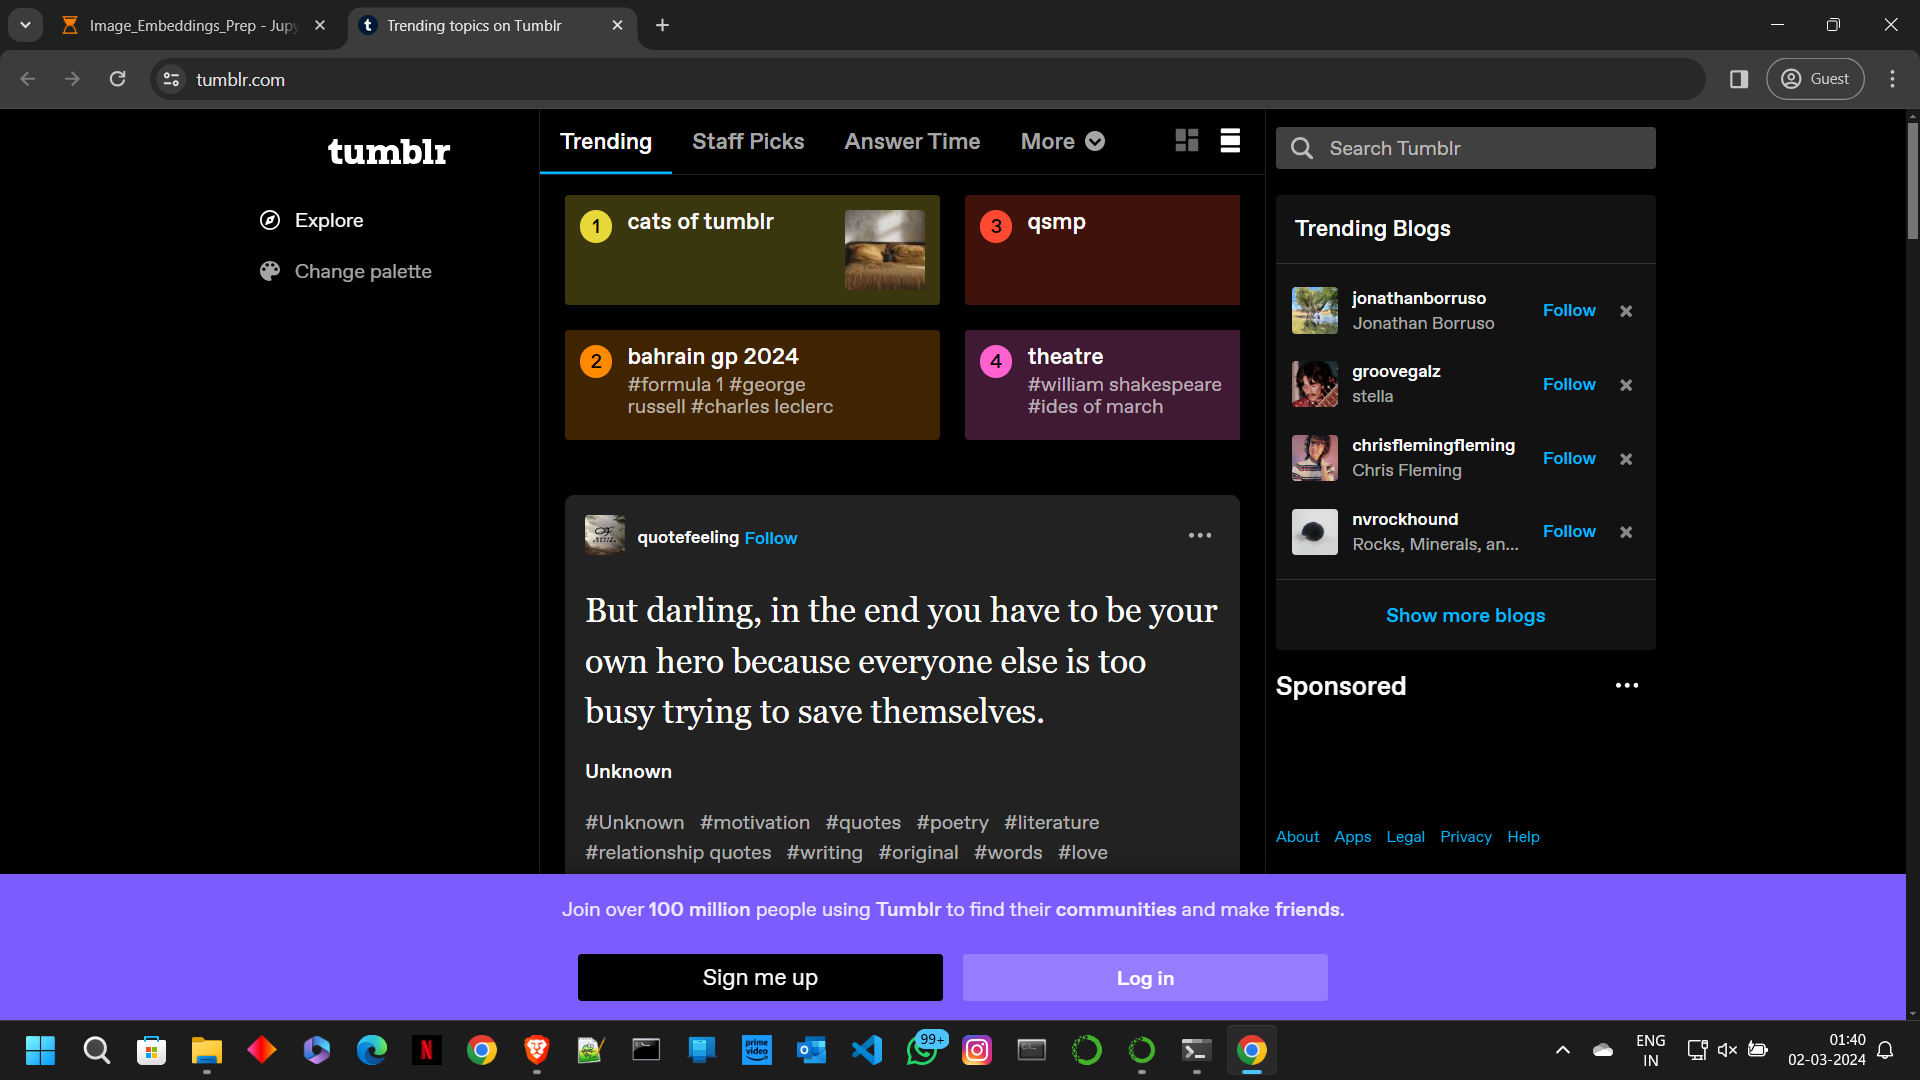 Image_Embeddings_Prep - Jupy
Trending topics on Tumblr
tumblr.com
Guest
tumblr
Explore
Change palette
Trending
Staff Picks
Answer Time
More
1
cats of tumblr
3
qsmp
2
bahrain gp 2024
#formula 1 #george
russell #charles leclerc
4
theatre
#william shakespeare
#ides of march
quotefeeling Follow
But darling, in the end you have to be your
own hero because everyone else is too
busy trying to save themselves.
Unknown
#Unknown #motivation #quotes #poetry #literature
#relationship quotes #writing #original #words #love
Search Tumblr
Trending Blogs
jonathanborruso
Jonathan Borruso
Follow
groovegalz
stella
Follow
chrisflemingfleming
Chris Fleming
Follow
nvrockhound
Rocks, Minerals, an...
Follow
Show more blogs
Sponsored
About Apps Legal Privacy Help
Join over 100 million people using Tumblr to find their communities and make friends.
Sign me up
Log in
prime
video
99+
ENG
IN
01:40
02-03-2024